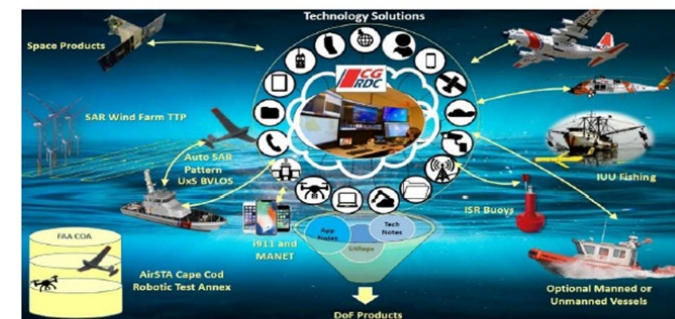 Technology Solutions
Space Products
CG
RDC
SAR Wind Farm TTP
Auto SAR
Pattern
UxS BVLOS
IUU Fishing
ISR Buoys
i911 and
MANET
App
Notes
Tech
Notes
FAA COA
AirSTA Cape Cod
Robotic Test Annex
Optional Manned or
Unmanned Vessels
DoF Products